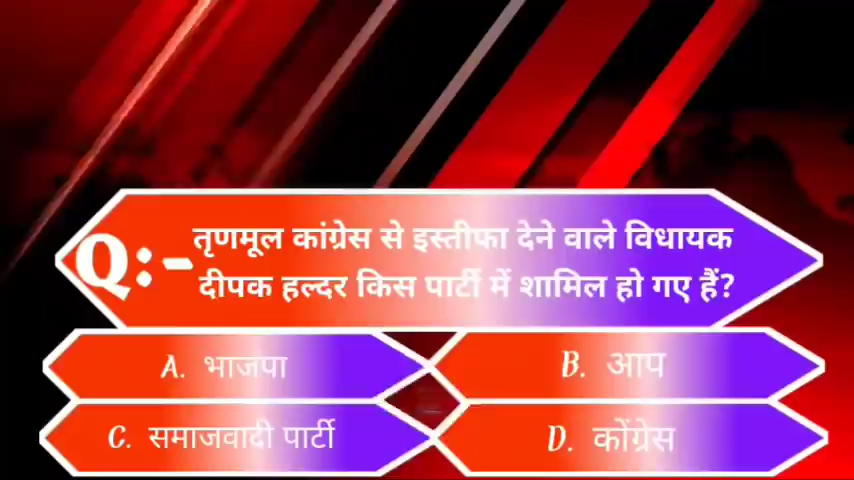 Q:- तृणमूल कांग्रेस से इस्तीफा देने वाले विधायक
दीपक हल्दर किस पार्टी में शामिल हो गए हैं?
A. भाजपा
B. आप
C. समाजवादी पार्टी
D. कोंग्रेस